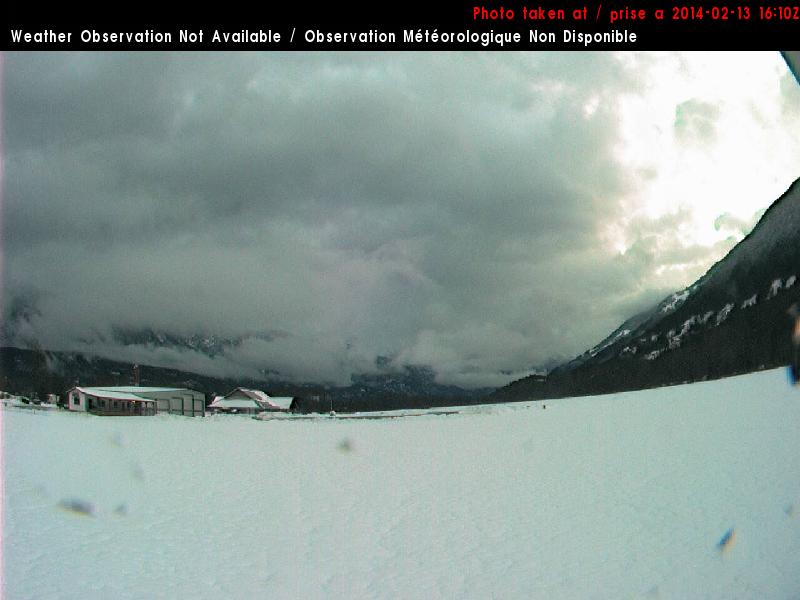 Photo taken at / prise a 2014-02-13 16:10Z
Weather Observation Not Available / Observation Météorologique Non Disponible